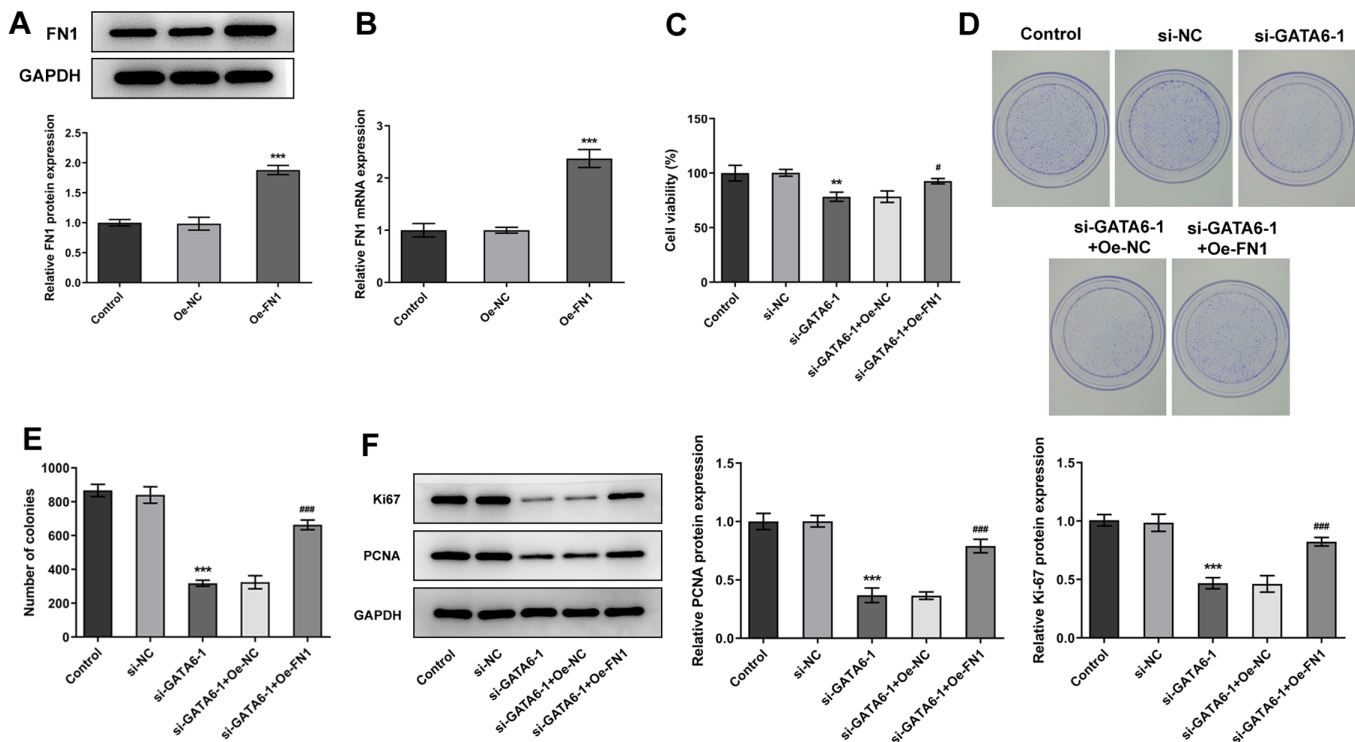 A
FN1
GAPDH
Relative FN1 protein expression
2.5
2.0
1.5
1.0
0.5
0.0
***
Control
Oe-NC
Oe-FN1
B
Relative FN1 mRNA expression
3
2
1
0
***
Control
Oe-NC
Oe-FN1
C
Cell viability (%)
150
100
50
0
**
#
Control
si-NC
si-GATA6-1
si-GATA6-1+Oe-NC
si-GATA6-1+Oe-FN1
D
Control
si-NC
si-GATA6-1
si-GATA6-1
+Oe-NC
si-GATA6-1
+Oe-FN1
E
Number of colonies
1000
800
600
400
200
0
***
###
Control
si-NC
si-GATA6-1
si-GATA6-1+Oe-NC
si-GATA6-1+Oe-FN1
F
Ki67
PCNA
GAPDH
Control
si-NC
si-GATA6-1
si-GATA6-1+Oe-NC
si-GATA6-1+Oe-FN1
Relative PCNA protein expression
1.5
1.0
0.5
0.0
***
###
Control
si-NC
si-GATA6-1
si-GATA6-1+Oe-NC
si-GATA6-1+Oe-FN1
Relative Ki-67 protein expression
1.5
1.0
0.5
0.0
***
###
Control
si-NC
si-GATA6-1
si-GATA6-1+Oe-NC
si-GATA6-1+Oe-FN1